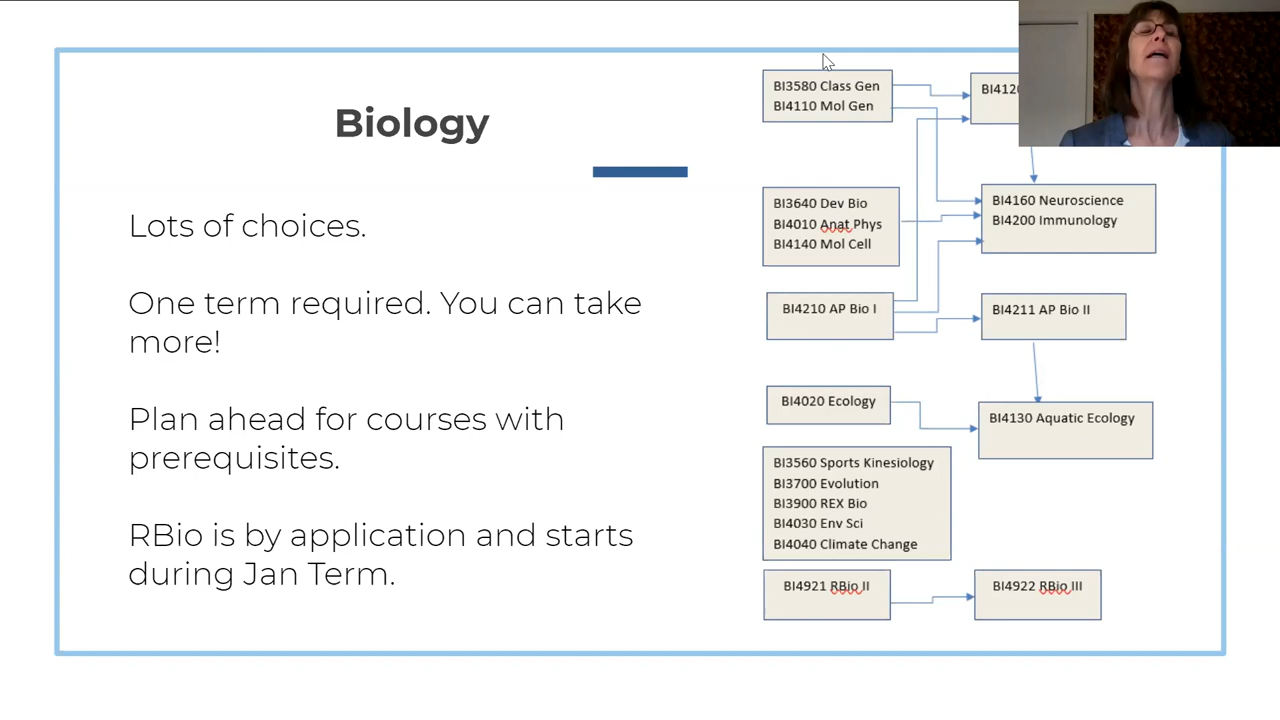 Biology
Lots of choices.
One term required. You can take
more!
Plan ahead for courses with
prerequisites.
RBio is by application and starts
during Jan Term.
BI3580 Class Gen
BI4110 Mol Gen
BI3640 Dev Bio
BI4010 Anat Phys
BI4140 Mol Cell
BI4160 Neuroscience
BI4200 Immunology
BI4210 AP Bio I
BI4211 AP Bio II
BI4020 Ecology
BI4130 Aquatic Ecology
BI3560 Sports Kinesiology
BI3700 Evolution
BI3900 REX Bio
BI4030 Env Sci
BI4040 Climate Change
BI4921 RBio II
BI4922 RBio III